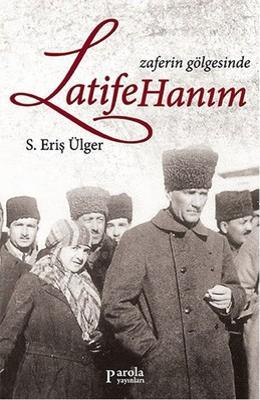 zaferin gölgesinde
Latife Hanım
S. Eriş Ülger
parola
yayınları